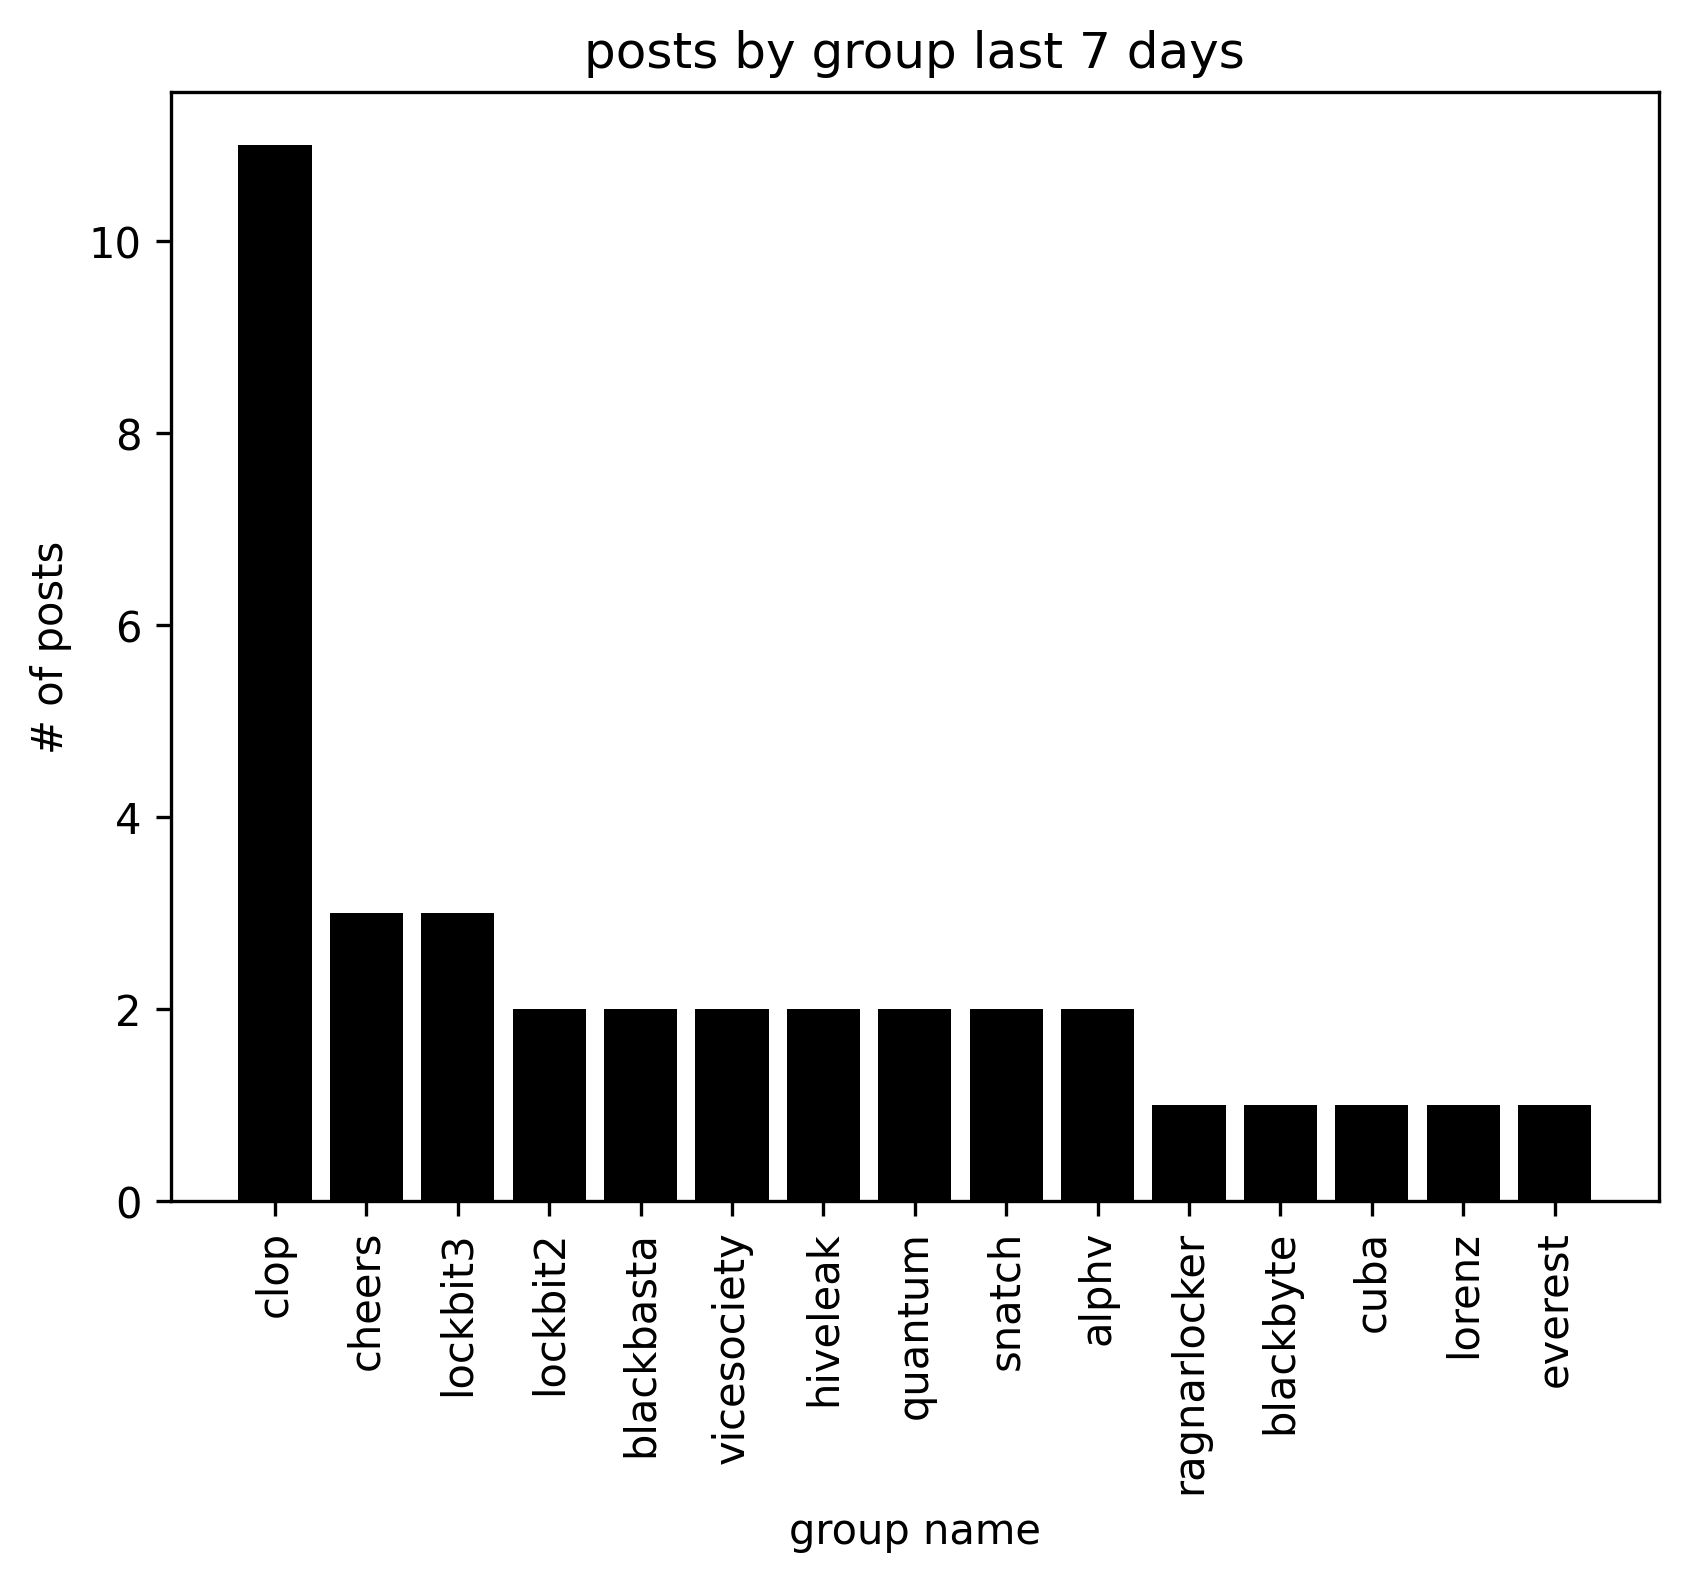 posts by group last 7 days
# of posts
10
8
6
4
2
0
clop
cheers
lockbit3
lockbit2
blackbasta
vicesociety
hiveleak
quantum
snatch
alphv
ragnarlocker
blackbyte
cuba
lorenz
everest
group name